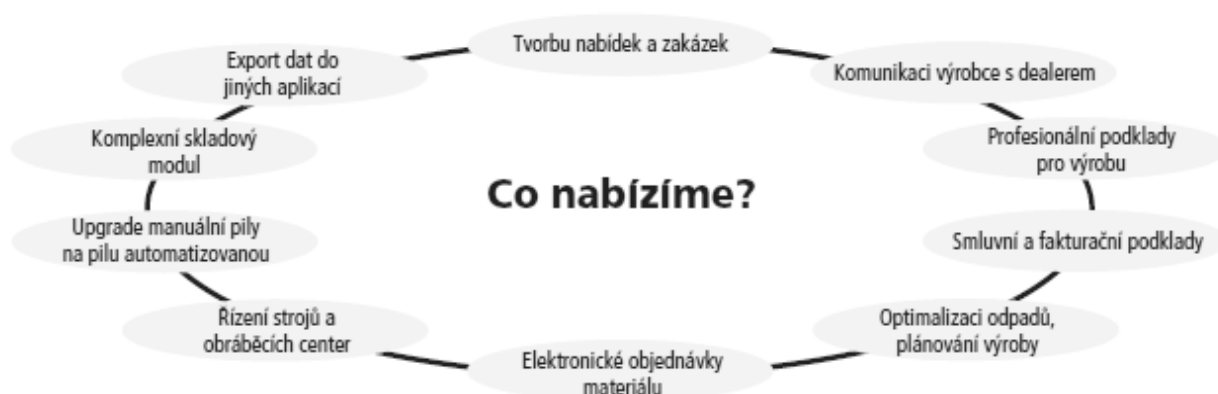 Tvorbu nabídek a zakázek
Komunikaci výrobce s dealerem
Profesionální podklady
pro výrobu
Smluvní a fakturační podklady
Optimalizaci odpadů,
plánování výroby
Elektronické objednávky
materiálu
Řízení strojů a
obráběcích center
Upgrade manuální pily
na pilu automatizovanou
Komplexní skladový
modul
Export dat do
jiných aplikací
Co nabízíme?